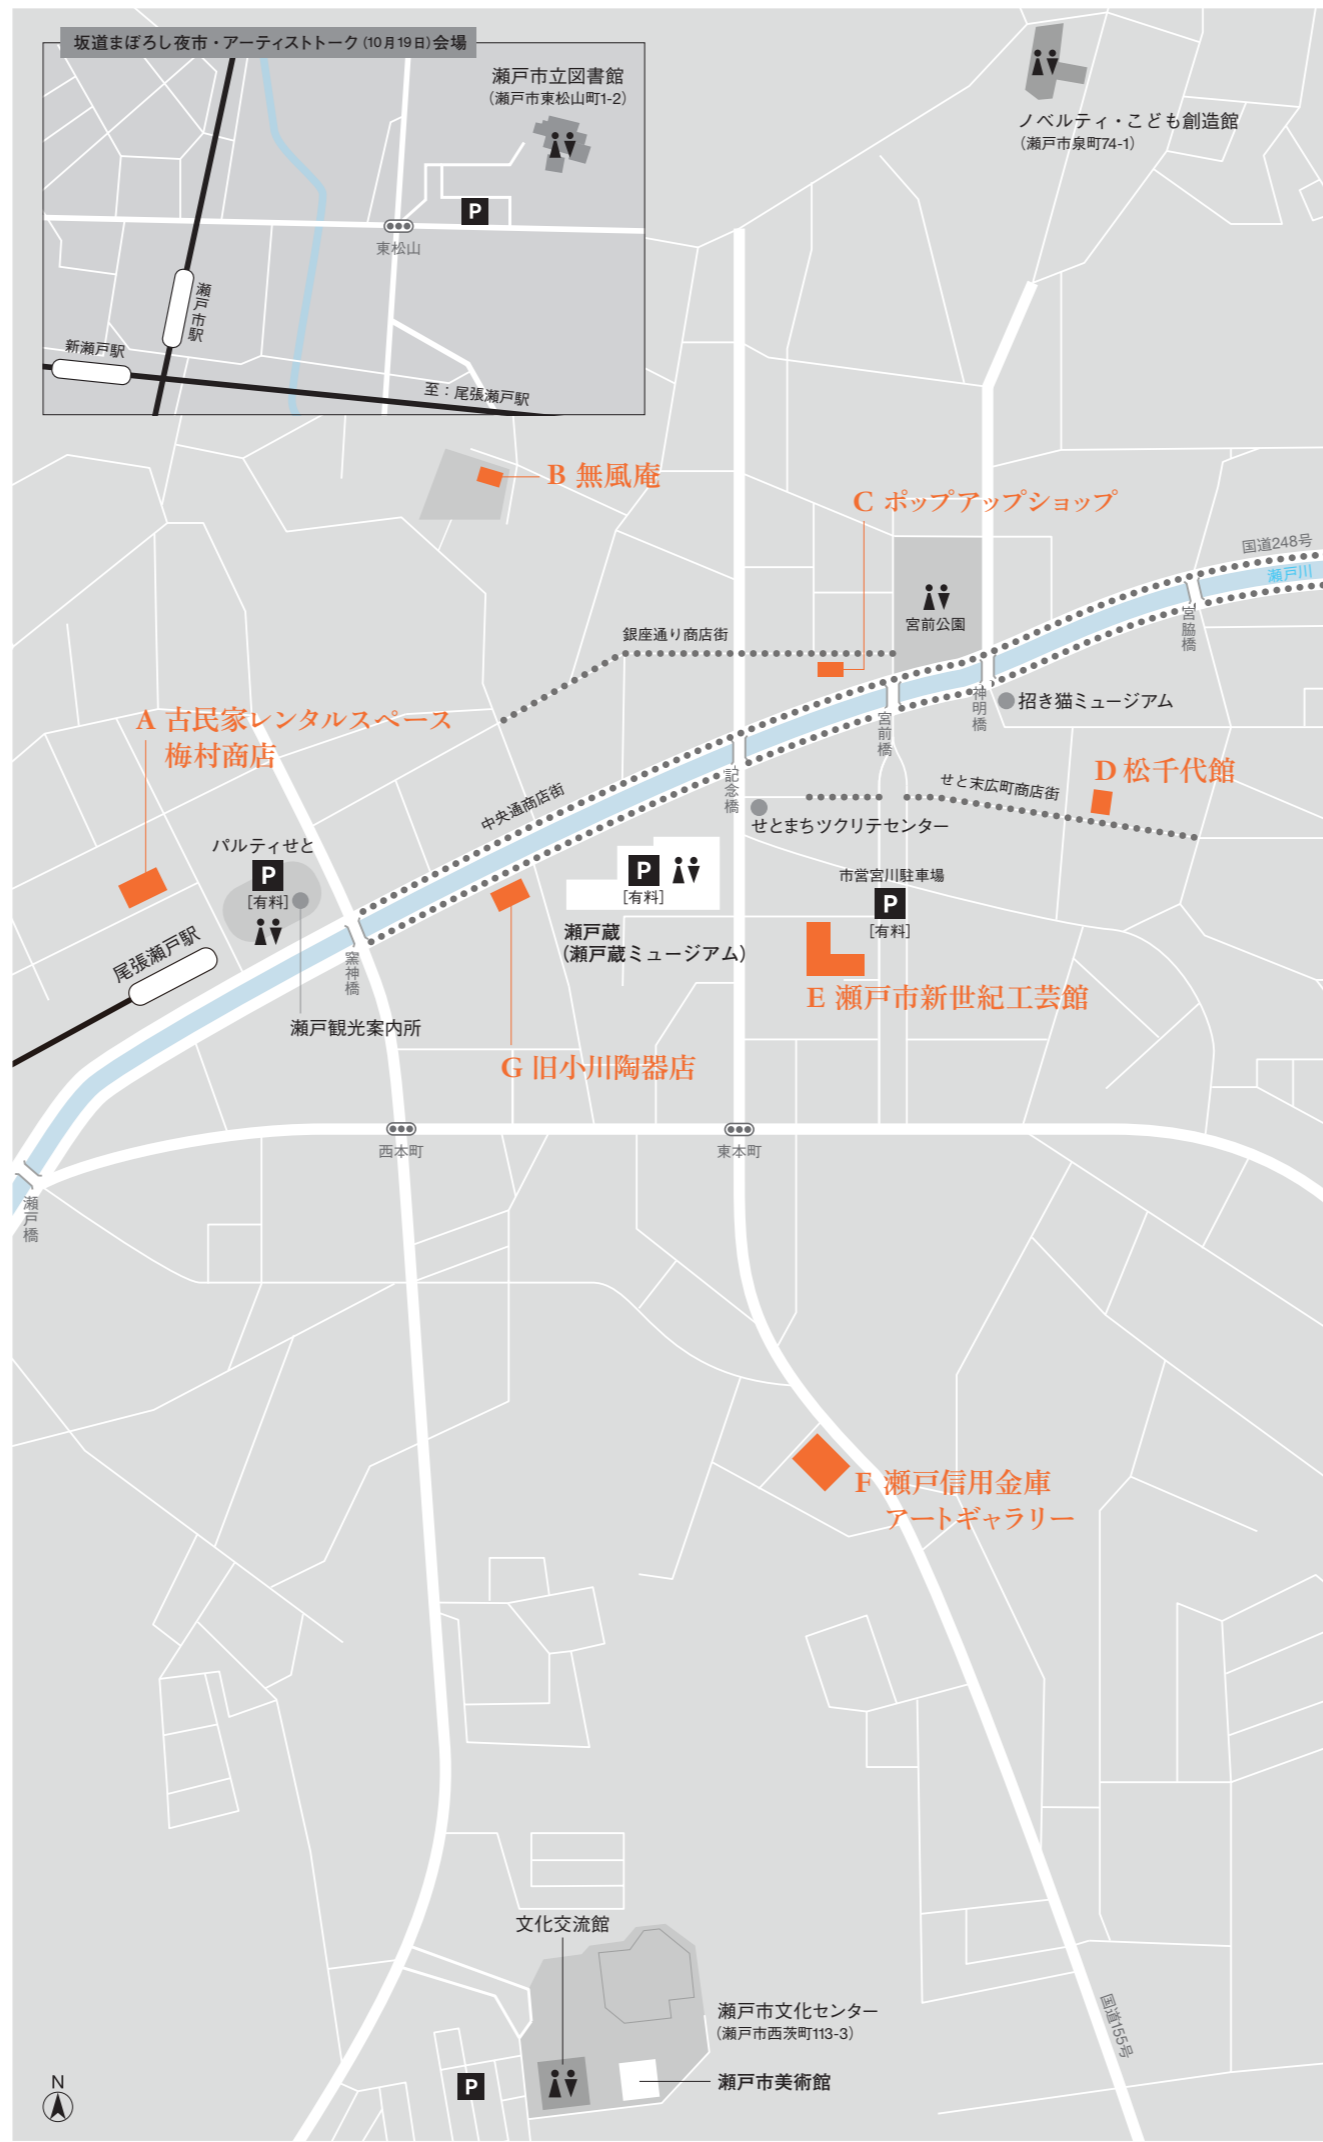 坂道まぼろし夜市・アーティストトーク(10月19日)会場
瀬戸市立図書館
(瀬戸市東松山町1-2)
P
東松山
瀬戸市駅
新瀬戸駅
至：尾張瀬戸駅
ノベルティ・こども創造館
(瀬戸市泉町74-1)
B 無風庵
C ポップアップショップ
国道248号
瀬戸川
宮前公園
宮脇橋
銀座通り商店街
神明橋
招き猫ミュージアム
宮前橋
A 古民家レンタルスペース
梅村商店
記念橋
D 松千代館
せと末広町商店街
中央通商店街
せとまちツクリテセンター
パルティせと
P
[有料]
P
[有料]
市営宮川駐車場
P
[有料]
瀬戸蔵
(瀬戸蔵ミュージアム)
尾張瀬戸駅
窯神橋
瀬戸観光案内所
E 瀬戸市新世紀工芸館
G 旧小川陶器店
西本町
東本町
瀬戸橋
F 瀬戸信用金庫
アートギャラリー
文化交流館
瀬戸市文化センター
(瀬戸市西茨町113-3)
国道155号
瀬戸市美術館
P
N